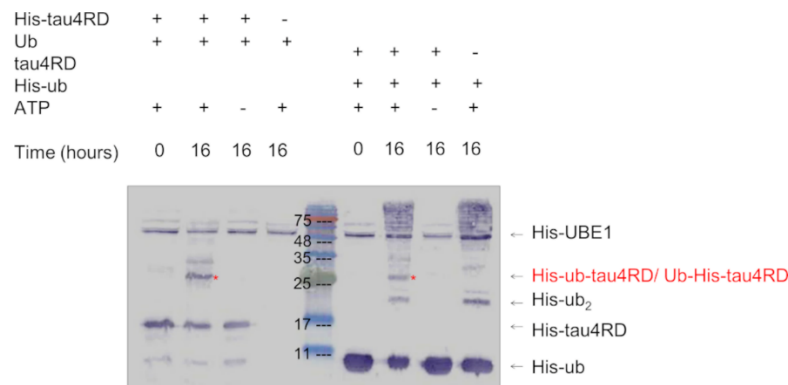 His-tau4RD + + + -
Ub + + + +
tau4RD + + + -
His-ub + + + +
ATP + + - + + + - +
Time (hours) 0 16 16 16 0 16 16 16
75 ---
48 ---
35 ---
25 ---
17 ---
11 ---
*
*
← His-UBE1
← His-ub-tau4RD/ Ub-His-tau4RD
← His-ub₂
← His-tau4RD
← His-ub